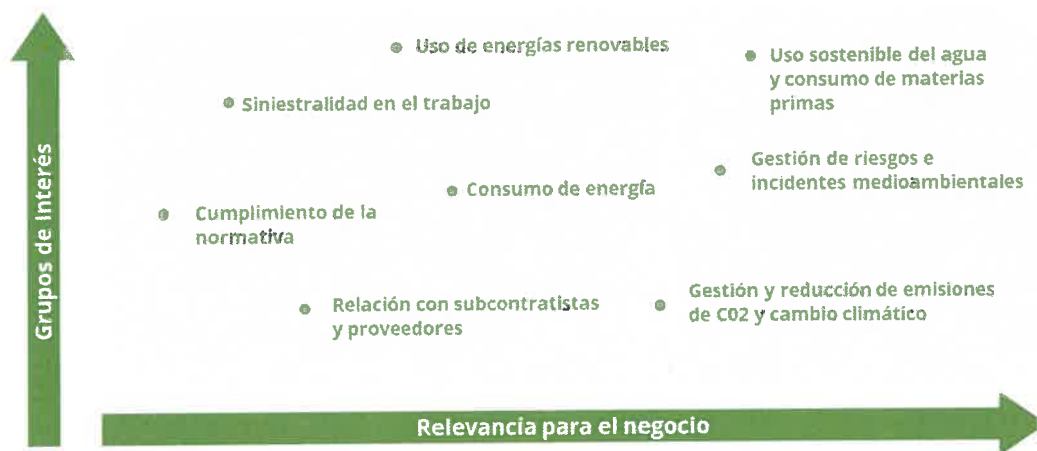 Uso de energías renovables
Uso sostenible del agua
y consumo de materias
primas
Siniestralidad en el trabajo
Gestión de riesgos e
incidentes medioambientales
Consumo de energía
Cumplimiento de la
normativa
Gestión y reducción de emisiones
de C02 y cambio climático
Relación con subcontratistas
y proveedores
Grupos de Interés
Relevancia para el negocio